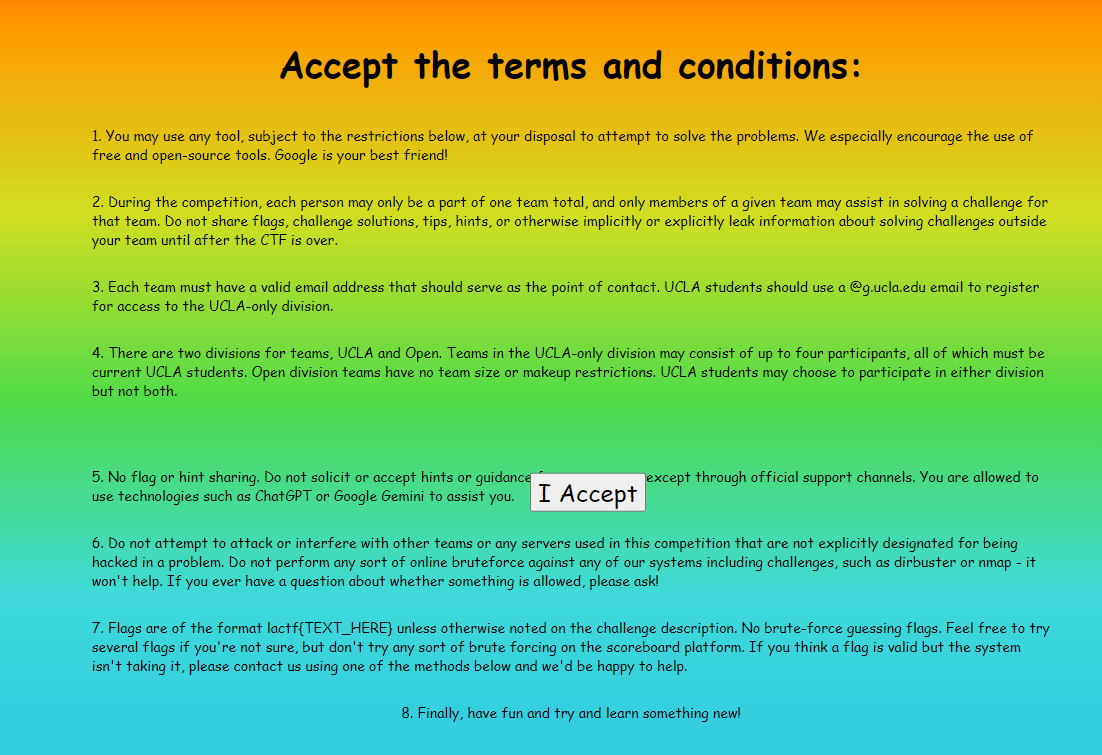 Accept the terms and conditions:
1. You may use any tool, subject to the restrictions below, at your disposal to attempt to solve the problems. We especially encourage the use of
free and open-source tools. Google is your best friend!
2. During the competition, each person may only be a part of one team total, and only members of a given team may assist in solving a challenge for
that team. Do not share flags, challenge solutions, tips, hints, or otherwise implicitly or explicitly leak information about solving challenges outside
your team until after the CTF is over.
3. Each team must have a valid email address that should serve as the point of contact. UCLA students should use a @g.ucla.edu email to register
for access to the UCLA-only division.
4. There are two divisions for teams, UCLA and Open. Teams in the UCLA-only division may consist of up to four participants, all of which must be
current UCLA students. Open division teams have no team size or makeup restrictions. UCLA students may choose to participate in either division
but not both.
5. No flag or hint sharing. Do not solicit or accept hints or guidance except through official support channels. You are allowed to
use technologies such as ChatGPT or Google Gemini to assist you.
I Accept
6. Do not attempt to attack or interfere with other teams or any servers used in this competition that are not explicitly designated for being
hacked in a problem. Do not perform any sort of online bruteforce against any of our systems including challenges, such as dirbuster or nmap - it
won't help. If you ever have a question about whether something is allowed, please ask!
7. Flags are of the format lactf{TEXT_HERE} unless otherwise noted on the challenge description. No brute-force guessing flags. Feel free to try
several flags if you're not sure, but don't try any sort of brute forcing on the scoreboard platform. If you think a flag is valid but the system
isn't taking it, please contact us using one of the methods below and we'd be happy to help.
8. Finally, have fun and try and learn something new!